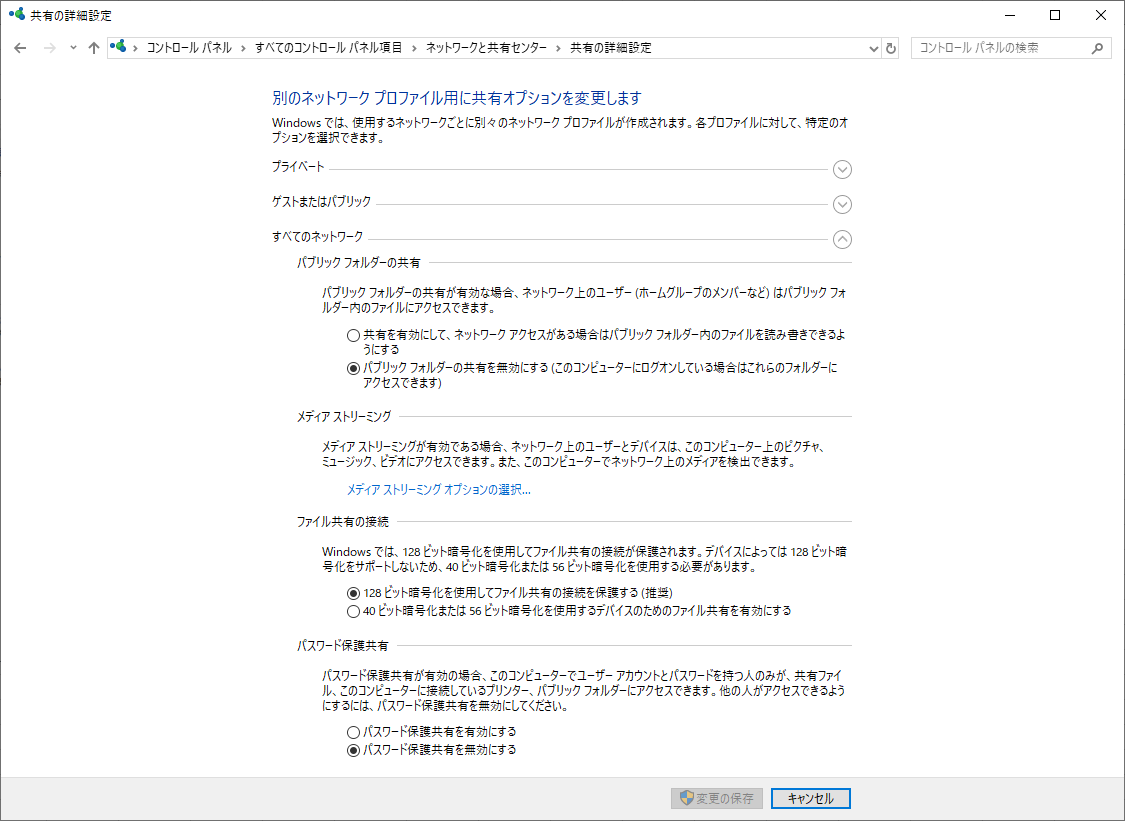 共有の詳細設定
コントロール パネル › すべてのコントロール パネル項目 › ネットワークと共有センター › 共有の詳細設定
コントロール パネルの検索
別のネットワーク プロファイル用に共有オプションを変更します
Windows では、使用するネットワークごとに別々のネットワーク プロファイルが作成されます。各プロファイルに対して、特定のオ
プションを選択できます。
プライベート
ゲストまたはパブリック
すべてのネットワーク
パブリック フォルダーの共有
パブリック フォルダーの共有が有効な場合、ネットワーク上のユーザー (ホームグループのメンバーなど) はパブリック フォ
ルダー内のファイルにアクセスできます。
共有を有効にして、ネットワーク アクセスがある場合はパブリック フォルダー内のファイルを読み書きできるよ
うにする
パブリック フォルダーの共有を無効にする (このコンピューターにログオンしている場合はこれらのフォルダーに
アクセスできます)
メディア ストリーミング
メディア ストリーミングが有効である場合、ネットワーク上のユーザーとデバイスは、このコンピューター上のピクチャ、
ミュージック、ビデオにアクセスできます。また、このコンピューターでネットワーク上のメディアを検出できます。
メディア ストリーミング オプションの選択...
ファイル共有の接続
Windows では、128 ビット暗号化を使用してファイル共有の接続が保護されます。デバイスによっては 128 ビット暗
号化をサポートしないため、40 ビット暗号化または 56 ビット暗号化を使用する必要があります。
128 ビット暗号化を使用してファイル共有の接続を保護する (推奨)
40 ビット暗号化または 56 ビット暗号化を使用するデバイスのためのファイル共有を有効にする
パスワード保護共有
パスワード保護共有が有効の場合、このコンピューターでユーザー アカウントとパスワードを持つ人のみが、共有ファイ
ル、このコンピューターに接続しているプリンター、パブリック フォルダーにアクセスできます。他の人がアクセスできるよう
にするには、パスワード保護共有を無効にしてください。
パスワード保護共有を有効にする
パスワード保護共有を無効にする
変更の保存
キャンセル